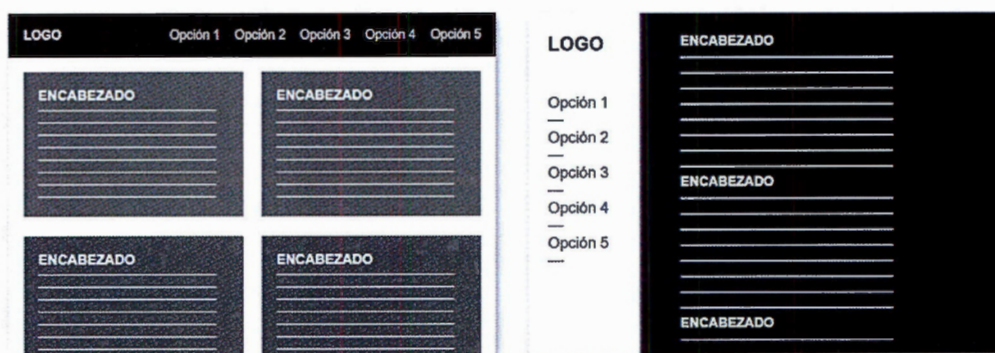 LOGO Opción 1 Opción 2 Opción 3 Opción 4 Opción 5
ENCABEZADO ENCABEZADO
ENCABEZADO ENCABEZADO
LOGO
Opción 1
Opción 2
Opción 3
Opción 4
Opción 5
ENCABEZADO
ENCABEZADO
ENCABEZADO